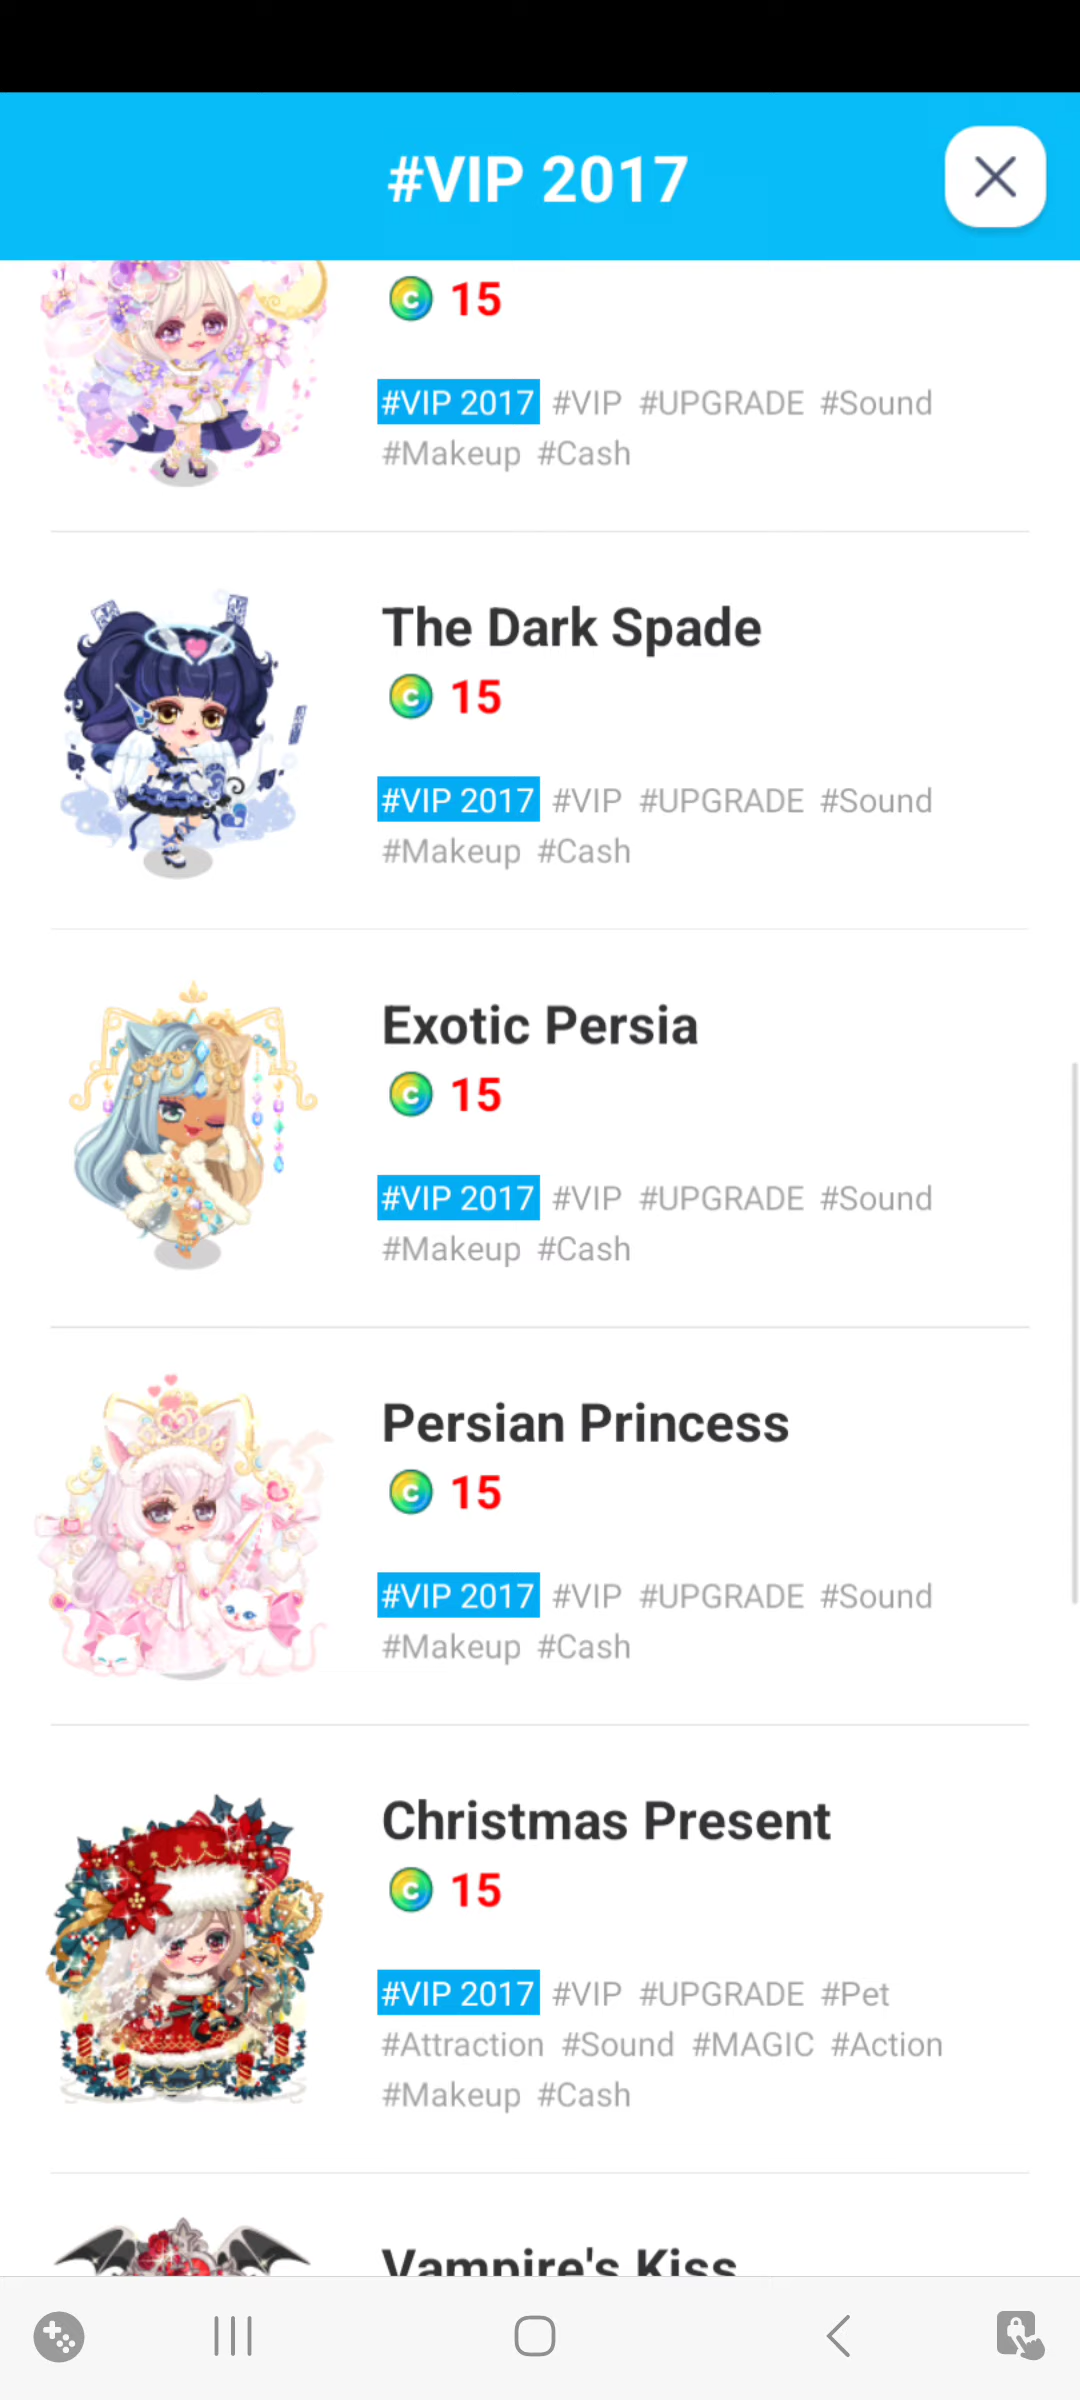 #VIP 2017
C 15
#VIP 2017 #VIP #UPGRADE #Sound
#Makeup #Cash
The Dark Spade
C 15
#VIP 2017 #VIP #UPGRADE #Sound
#Makeup #Cash
Exotic Persia
C 15
#VIP 2017 #VIP #UPGRADE #Sound
#Makeup #Cash
Persian Princess
C 15
#VIP 2017 #VIP #UPGRADE #Sound
#Makeup #Cash
Christmas Present
C 15
#VIP 2017 #VIP #UPGRADE #Pet
#Attraction #Sound #MAGIC #Action
#Makeup #Cash
Vampire's Kiss